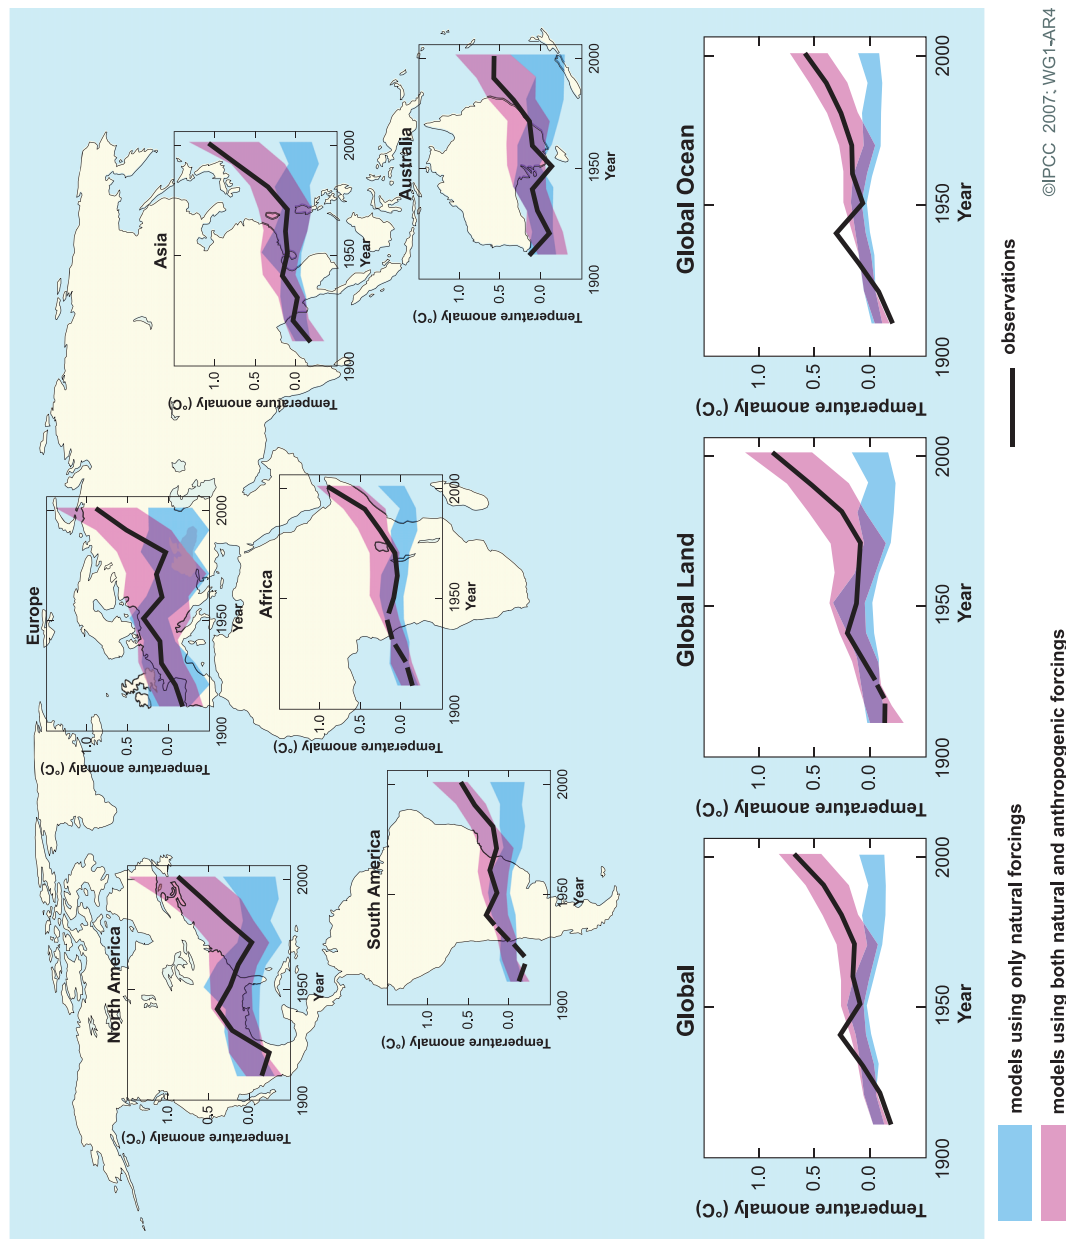 North America
Temperature anomaly (°C)
1.0
0.5
0.0
1900
1950
2000
Year
Europe
Temperature anomaly (°C)
1.0
0.5
0.0
1900
1950
2000
Year
Asia
Temperature anomaly (°C)
1.0
0.5
0.0
1900
1950
2000
Year
South America
Temperature anomaly (°C)
1.0
0.5
0.0
1900
1950
2000
Year
Africa
Temperature anomaly (°C)
1.0
0.5
0.0
1900
1950
2000
Year
Australia
Temperature anomaly (°C)
1.0
0.5
0.0
1900
1950
2000
Year
Global
Temperature anomaly (°C)
1.0
0.5
0.0
1900
1950
2000
Year
Global Land
Temperature anomaly (°C)
1.0
0.5
0.0
1900
1950
2000
Year
Global Ocean
Temperature anomaly (°C)
1.0
0.5
0.0
1900
1950
2000
Year
models using only natural forcings
observations
models using both natural and anthropogenic forcings
©IPCC 2007: WG1-AR4